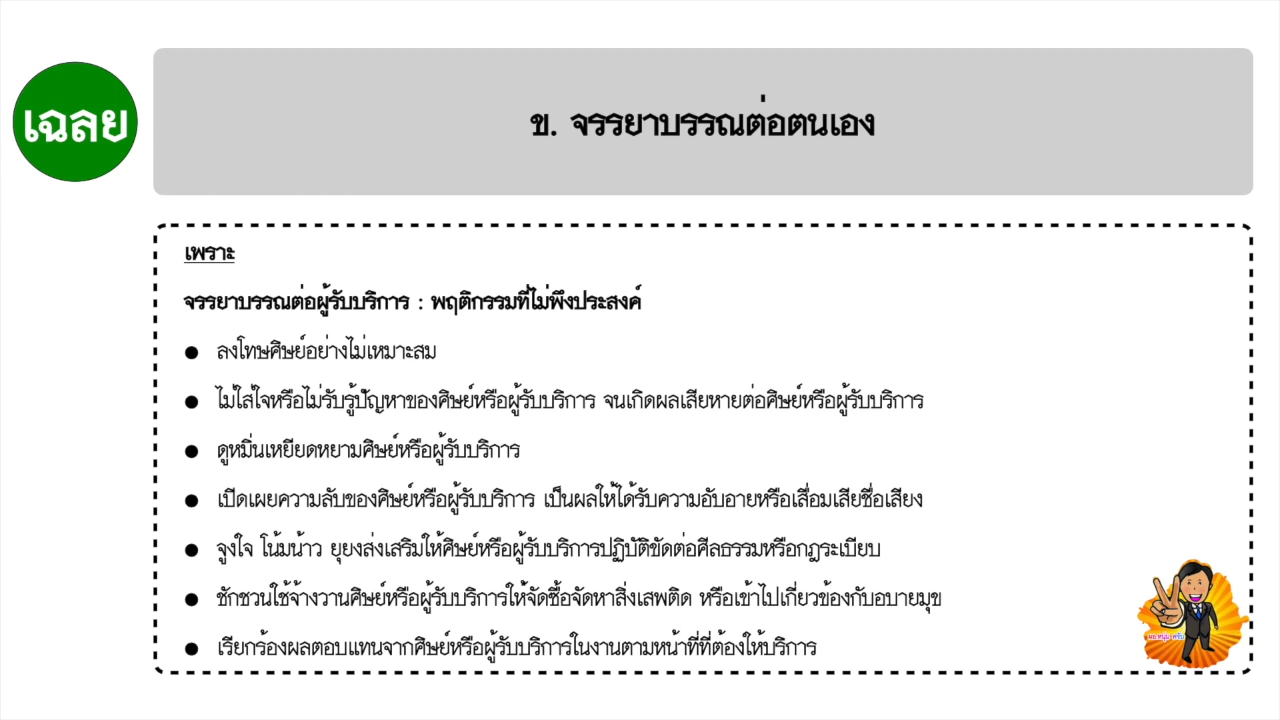 เฉลย
ข. จรรยาบรรณต่อตนเอง
เพราะ
จรรยาบรรณต่อผู้รับบริการ : พฤติกรรมที่ไม่พึงประสงค์
● ลงโทษศิษย์อย่างไม่เหมาะสม
● ไม่ใส่ใจหรือไม่รับรู้ปัญหาของศิษย์หรือผู้รับบริการ จนเกิดผลเสียหายต่อศิษย์หรือผู้รับบริการ
● ดูหมิ่นเหยียดหยามศิษย์หรือผู้รับบริการ
● เปิดเผยความลับของศิษย์หรือผู้รับบริการ เป็นผลให้ได้รับความอับอายหรือเสื่อมเสียชื่อเสียง
● จูงใจ โน้มน้าว ยุยงส่งเสริมให้ศิษย์หรือผู้รับบริการปฏิบัติขัดต่อศีลธรรมหรือกฎระเบียบ
● ชักชวนใช้จ้างวานศิษย์หรือผู้รับบริการให้จัดซื้อจัดหาสิ่งเสพติด หรือเข้าไปเกี่ยวข้องกับอบายมุข
● เรียกร้องผลตอบแทนจากศิษย์หรือผู้รับบริการในงานตามหน้าที่ที่ต้องให้บริการ